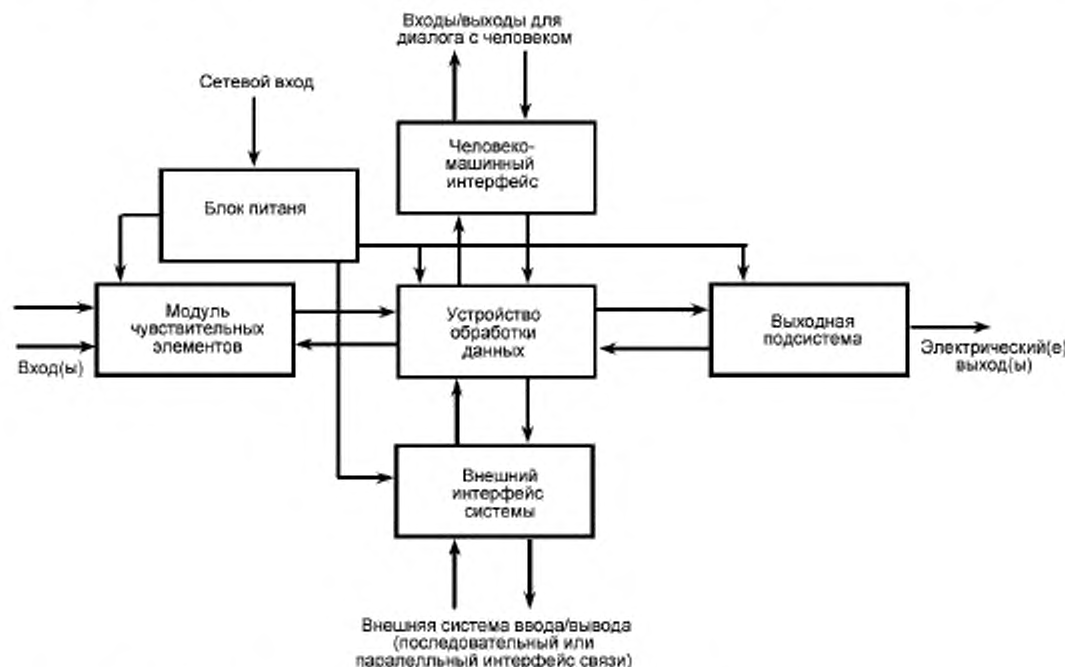 Входы/выходы для
диалога с человеком
Сетевой вход
Человеко-
машинный
интерфейс
Блок питаня
Модуль
чувствительных
элементов
Устройство
обработки
данных
Выходная
подсистема
Вход(ы)
Электрический(е)
выход(ы)
Внешний
интерфейс
системы
Внешняя система ввода/вывода
(последовательный или
паралелльный интерфейс связи)